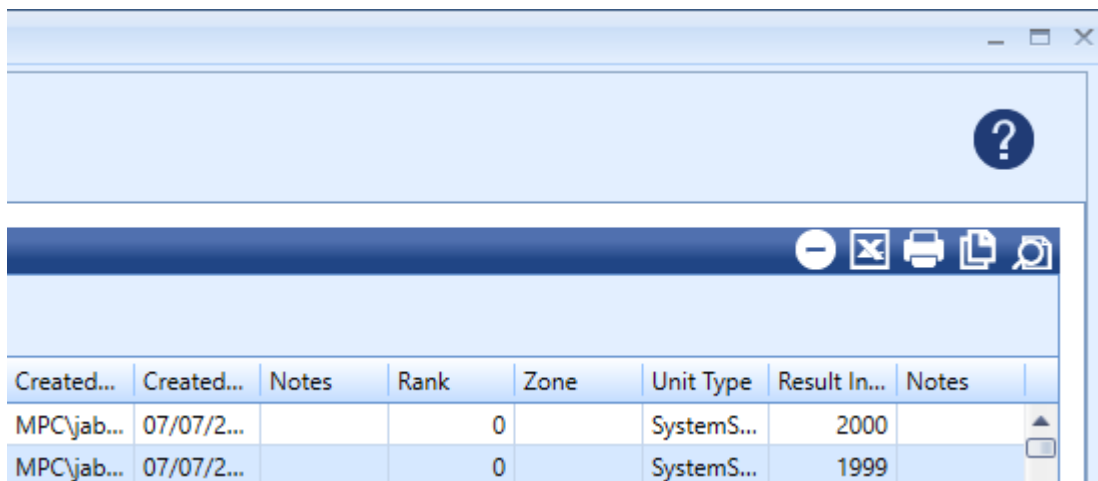 ?
Created... Created... Notes Rank Zone Unit Type Result In... Notes
MPC\jab... 07/07/2... 0 SystemS... 2000
MPC\jab... 07/07/2... 0 SystemS... 1999